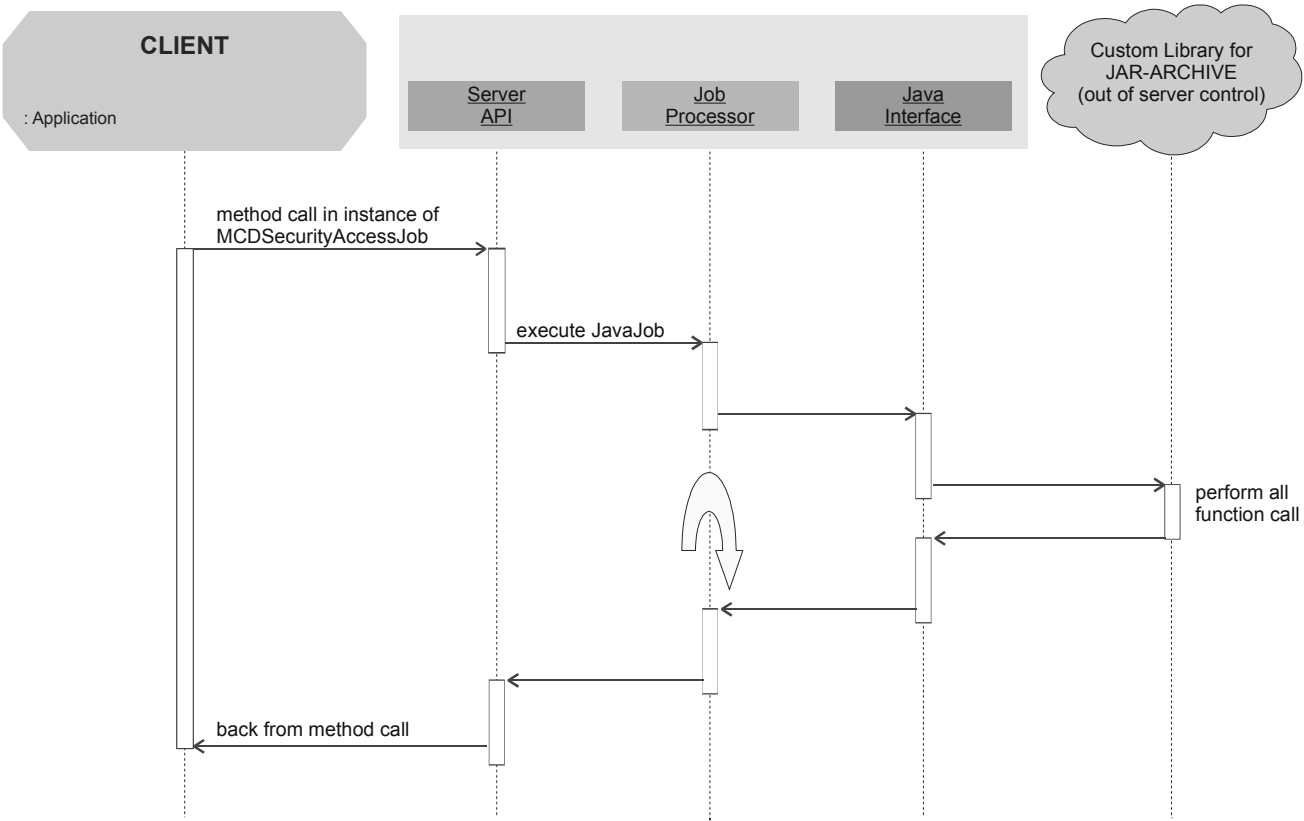 CLIENT
: Application
Server
API
Job
Processor
Java
Interface
Custom Library for
JAR-ARCHIVE
(out of server control)
method call in instance of
MCDSecurityAccessJob
execute JavaJob
perform all
function call
back from method call